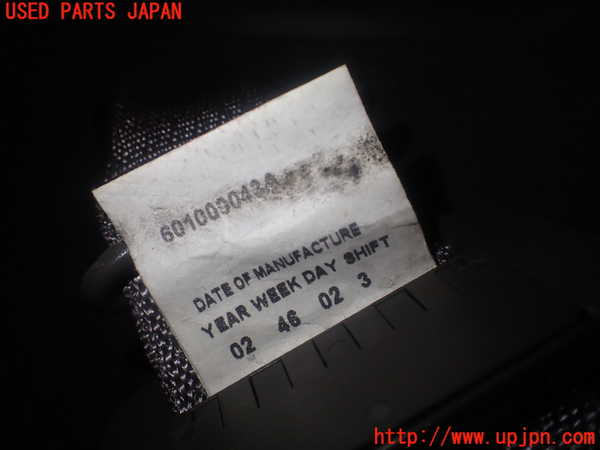 USED PARTS JAPAN
DATE OF MANUFACTURE
YEAR WEEK DAY SHIFT
02 46 02 3
http://www.upjpn.com/